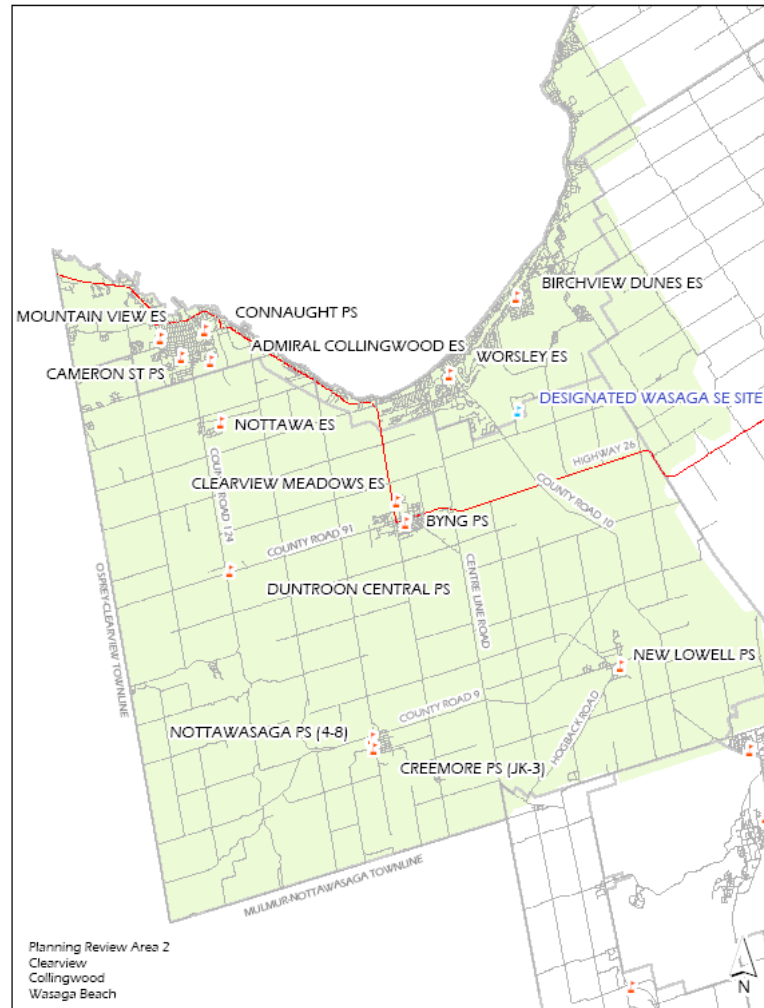 BIRCHVIEW DUNES ES
CONNAUGHT PS
MOUNTAIN VIEW ES
ADMIRAL COLLINGWOOD ES
WORSLEY ES
CAMERON ST PS
DESIGNATED WASAGA SE SITE
NOTTAWA ES
HIGHWAY 26
CLEARVIEW MEADOWS ES
COUNTY ROAD 124
COUNTY ROAD 10
BYNG PS
COUNTY ROAD 91
CENTRE LINE ROAD
DUNTROON CENTRAL PS
OSPREY-CLEARVIEW TOWNLINE
NEW LOWELL PS
COUNTY ROAD 9
HOGBACK ROAD
NOTTAWASAGA PS (4-8)
CREEMORE PS (JK-3)
MULMUR-NOTTAWASAGA TOWNLINE
Planning Review Area 2
Clearview
Collingwood
Wasaga Beach
N